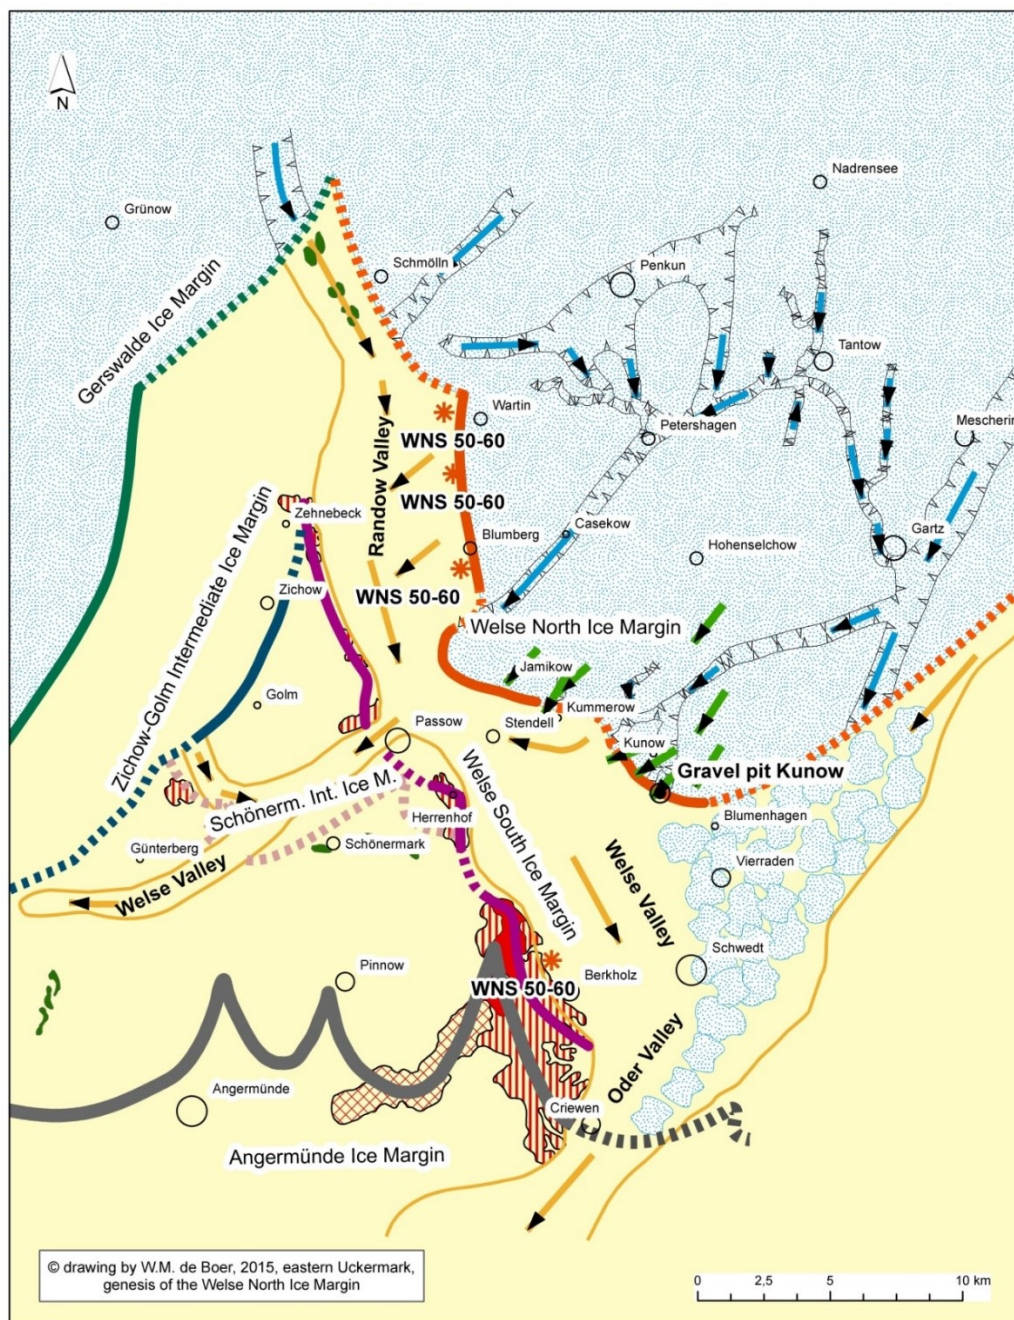 N
Nadrensee
Grünow
Schmölln
Penkun
Gerswalde Ice Margin
Tantow
Wartin
Petershagen
Mescherin
WNS 50-60
Randow Valley
WNS 50-60
Zehnebeck
Blumberg
Casekow
Gartz
Hohenselchow
Zichow-Golm Intermediate Ice Margin
Zichow
WNS 50-60
Welse North Ice Margin
Jamikow
Golm
Kummerow
Passow
Stendell
Kunow
Gravel pit Kunow
Schönerm. Int. Ice M.
Welse South Ice Margin
Herrenhof
Blumenhagen
Günterberg
Schönermark
Vierraden
Welse Valley
Welse Valley
Schwedt
Pinnow
Berkholz
WNS 50-60
Oder Valley
Angermünde
Criewen
Angermünde Ice Margin
© drawing by W.M. de Boer, 2015, eastern Uckermark,
genesis of the Welse North Ice Margin
0 2,5 5 10 km